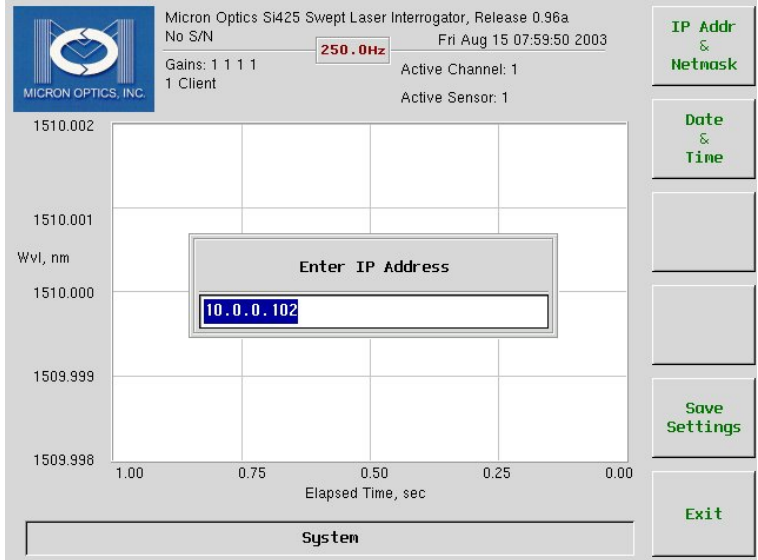 MICRON OPTICS, INC.
Micron Optics Si425 Swept Laser Interrogator, Release 0.96a
No S/N
250.0Hz
Fri Aug 15 07:59:50 2003
Gains: 1 1 1 1
1 Client
Active Channel: 1
Active Sensor: 1
1510.002
1510.001
Wvl, nm
1510.000
1509.999
1509.998
Enter IP Address
10.0.0.102
1.00 0.75 0.50 0.25 0.00
Elapsed Time, sec
System
IP Addr
&
Netmask
Date
&
Time
Save
Settings
Exit